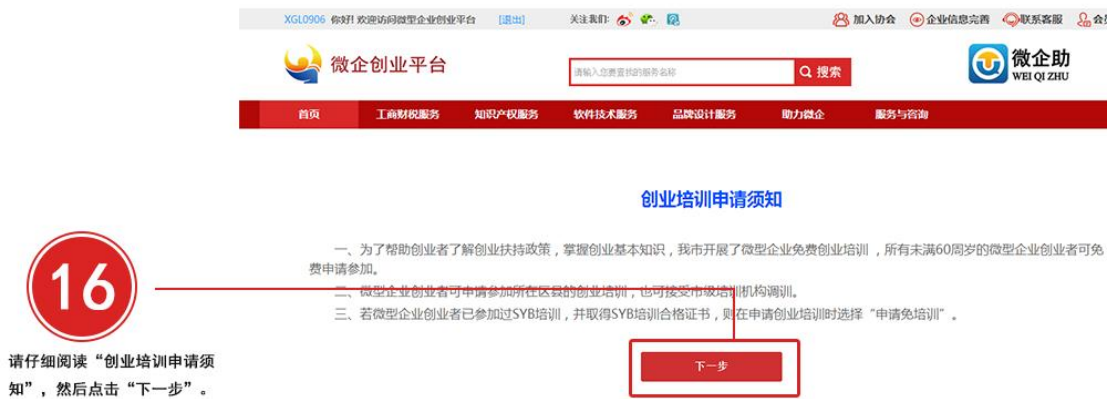 XGL0906 你好! 欢迎访问微型企业创业平台 [退出] 关注我们: 加入协会 企业信息完善 联系客服
微企创业平台
请输入您要查找的服务名称
搜索
微企助
WEI QI ZHU
首页 工商财税服务 知识产权服务 软件技术服务 品牌设计服务 助力微企 服务与咨询
创业培训申请须知
一、为了帮助创业者了解创业扶持政策，掌握创业基本知识，我市开展了微型企业免费创业培训，所有未满60周岁的微型企业创业者可免
费申请参加。
二、微型企业创业者可申请参加所在区县的创业培训，也可接受市级培训机构调训。
三、若微型企业创业者已参加过SYB培训，并取得SYB培训合格证书，则在申请创业培训时选择“申请免培训”。
下一步
16
请仔细阅读“创业培训申请须
知”，然后点击“下一步”。